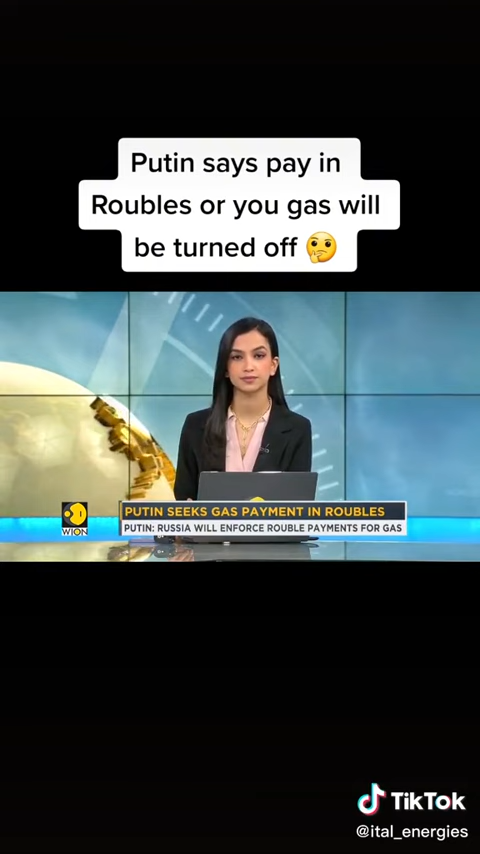 Putin says pay in
Roubles or you gas will
be turned off 🤔
PUTIN SEEKS GAS PAYMENT IN ROUBLES
PUTIN: RUSSIA WILL ENFORCE ROUBLE PAYMENTS FOR GAS
WION
TikTok
@ital_energies